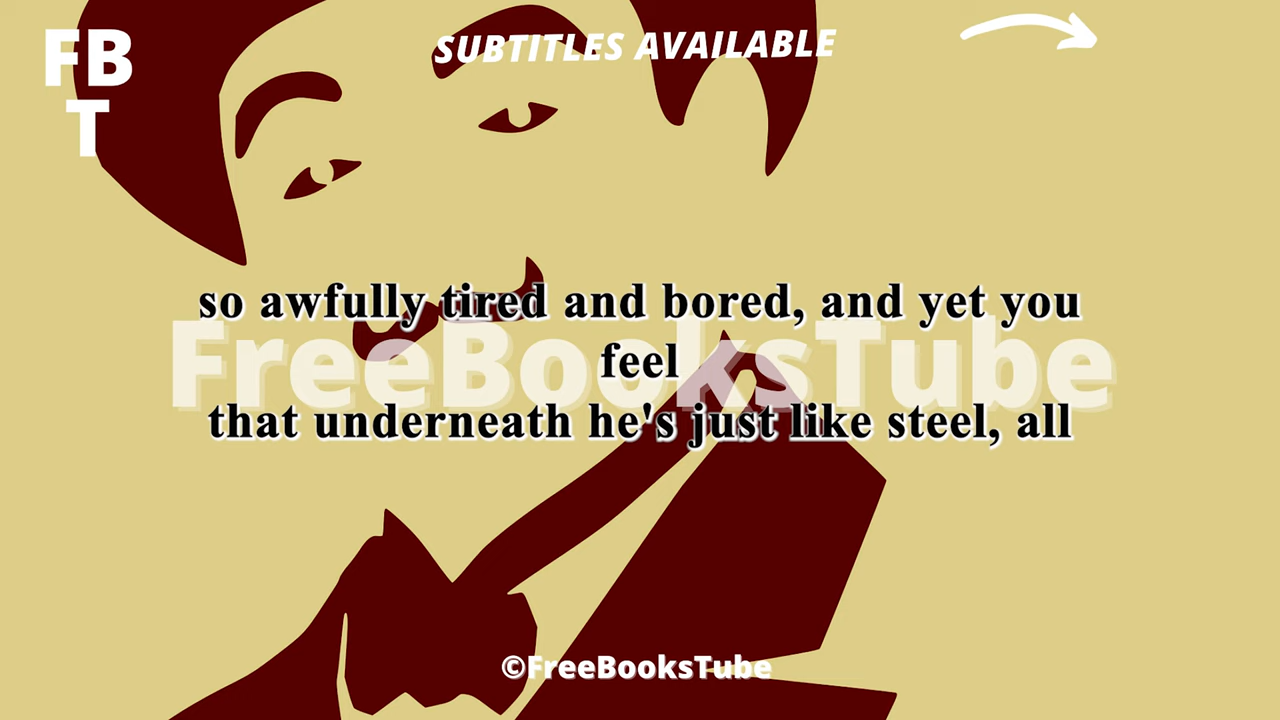 FB
T
SUBTITLES AVAILABLE
so awfully tired and bored, and yet you
feel
that underneath he's just like steel, all
FreeBooksTube
©FreeBooksTube